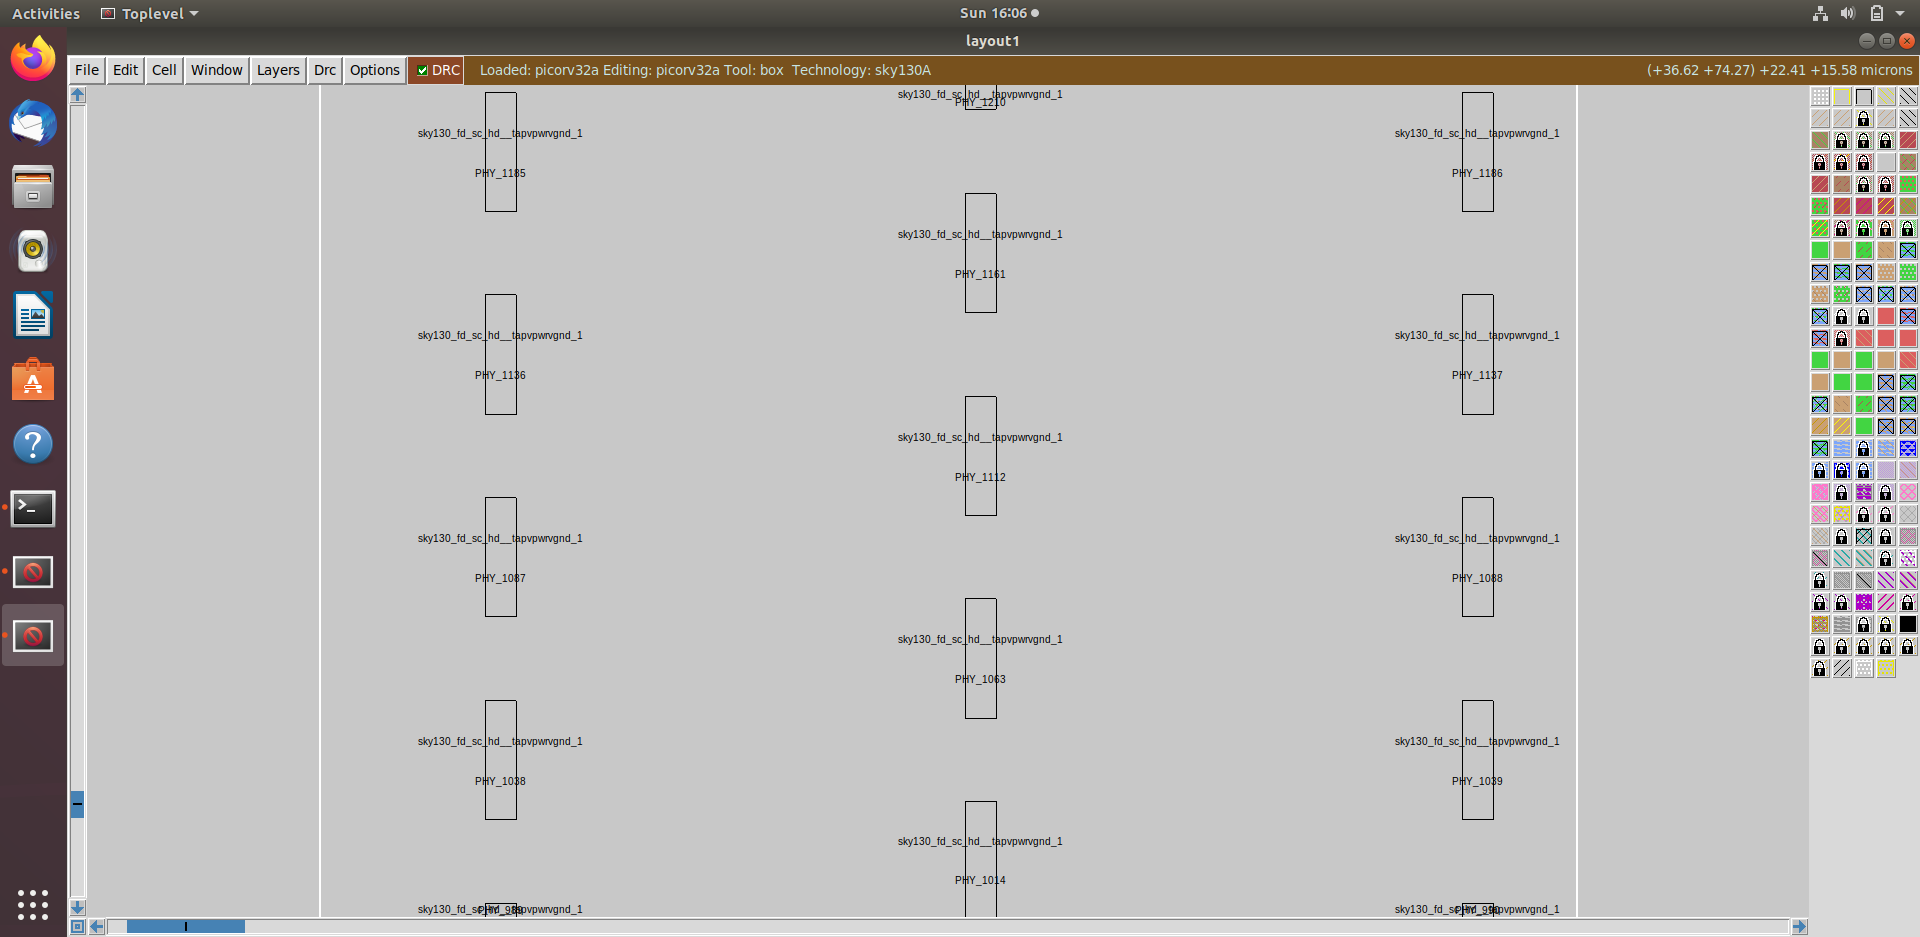 Activities
Toplevel
Sun 16:06
layout1
File Edit Cell Window Layers Drc Options DRC Loaded: picorv32a Editing: picorv32a Tool: box Technology: sky130A (+36.62 +74.27) +22.41 +15.58 microns
sky130_fd_sc_hd__tapvpwrvgnd_1
PHY_1210
sky130_fd_sc_hd__tapvpwrvgnd_1
sky130_fd_sc_hd__tapvpwrvgnd_1
PHY_1185
PHY_1186
sky130_fd_sc_hd__tapvpwrvgnd_1
PHY_1161
sky130_fd_sc_hd__tapvpwrvgnd_1
sky130_fd_sc_hd__tapvpwrvgnd_1
PHY_1136
PHY_1137
sky130_fd_sc_hd__tapvpwrvgnd_1
PHY_1112
sky130_fd_sc_hd__tapvpwrvgnd_1
sky130_fd_sc_hd__tapvpwrvgnd_1
PHY_1087
PHY_1088
sky130_fd_sc_hd__tapvpwrvgnd_1
PHY_1063
sky130_fd_sc_hd__tapvpwrvgnd_1
sky130_fd_sc_hd__tapvpwrvgnd_1
PHY_1038
PHY_1039
sky130_fd_sc_hd__tapvpwrvgnd_1
PHY_1014
sky130_fd_sc_hd__tapvpwrvgnd_1
sky130_fd_sc_hd__tapvpwrvgnd_1